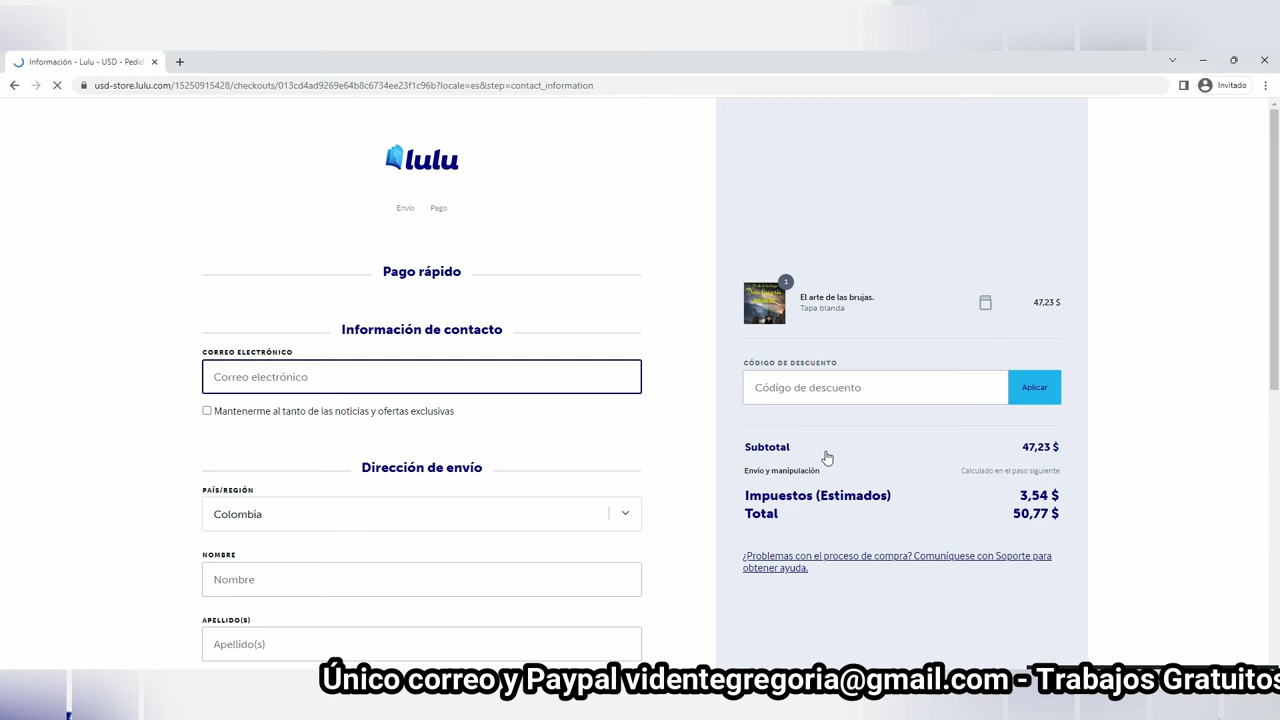 Información - Lulu - USD - Pedid
usd-store.lulu.com/15250915428/checkouts/013cd4ad9269e64b8c6734ee23f1c96b?locale=es&step=contact_information
Invitado
lulu
Envío Pago
Pago rápido
Información de contacto
CORREO ELECTRÓNICO
Correo electrónico
Mantenerme al tanto de las noticias y ofertas exclusivas
Dirección de envío
PAÍS/REGIÓN
Colombia
NOMBRE
Nombre
APELLIDO(S)
Apellido(s)
1
El arte de las brujas.
Tapa blanda
47,23 $
CÓDIGO DE DESCUENTO
Código de descuento
Aplicar
Subtotal 47,23 $
Envío y manipulación Calculado en el paso siguiente
Impuestos (Estimados) 3,54 $
Total 50,77 $
¿Problemas con el proceso de compra? Comuníquese con Soporte para
obtener ayuda.
Único correo y Paypal videntegregoria@gmail.com - Trabajos Gratuitos